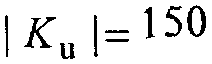 | K_u |= 150